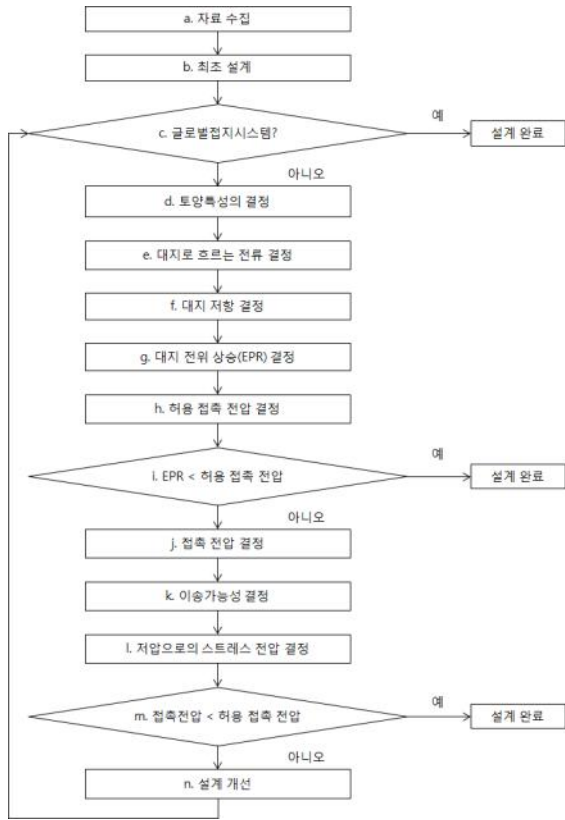 a. 자료 수집
b. 최조 설계
c. 글로벌접지시스템?
예
설계 완료
아니오
d. 토양특성의 결정
e. 대지로 흐르는 전류 결정
f. 대지 저항 결정
g. 대지 전위 상승(EPR) 결정
h. 허용 접촉 전압 결정
i. EPR < 허용 접촉 전압
예
설계 완료
아니오
j. 접촉 전압 결정
k. 이송가능성 결정
l. 저압으로의 스트레스 전압 결정
m. 접촉전압 < 허용 접촉 전압
예
설계 완료
아니오
n. 설계 개선